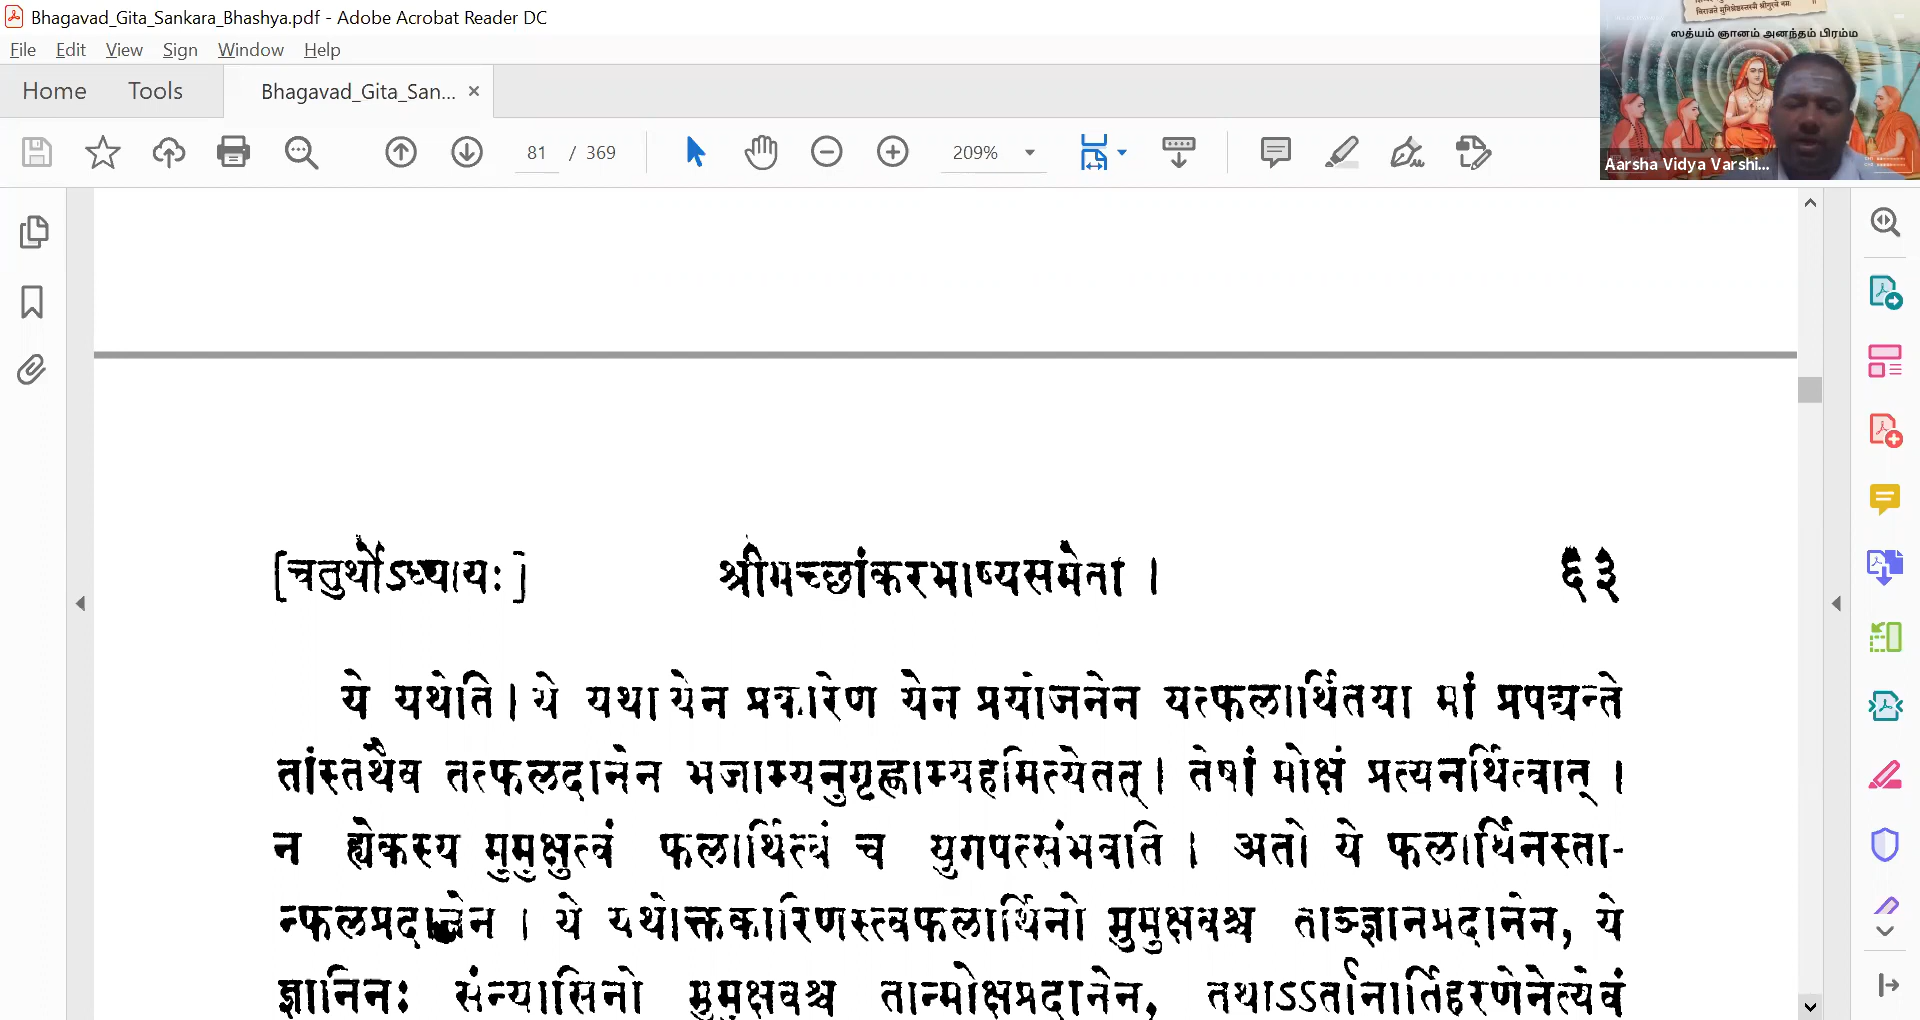 Bhagavad_Gita_Sankara_Bhashya.pdf - Adobe Acrobat Reader DC
File Edit View Sign Window Help
Home Tools Bhagavad_Gita_San... ×
81 / 369 209%
ஸத்யம் ஞானம் அனந்தம் பிரம்ம
Aarsha Vidya Varshi...
[चतुर्थोऽध्यायः] श्रीमच्छांकरभाष्यसमेता । ६३
ये यथेति । ये यथा येन प्रकारेण येन प्रयोजनेन यत्फलार्थितया मां प्रपद्यन्ते
तांस्तथैव तत्फलदानेन भजाम्यनुगृह्णाम्यहमित्येतत् । तेषां मोक्षं प्रत्यनर्थित्वात् ।
न ह्येकस्य मुमुक्षुत्वं फलार्थित्वं च युगपत्संभवति । अतो ये फलार्थिनस्ता-
न्फलप्रदानेन । ये यथोक्तकारिणस्त्वफलार्थिनो मुमुक्षवश्च ताञ्ज्ञानप्रदानेन, ये
ज्ञानिनः संन्यासिनो मुमुक्षवश्च तान्मोक्षप्रदानेन, तथाऽऽर्तानार्तिहरणेनेत्येवं